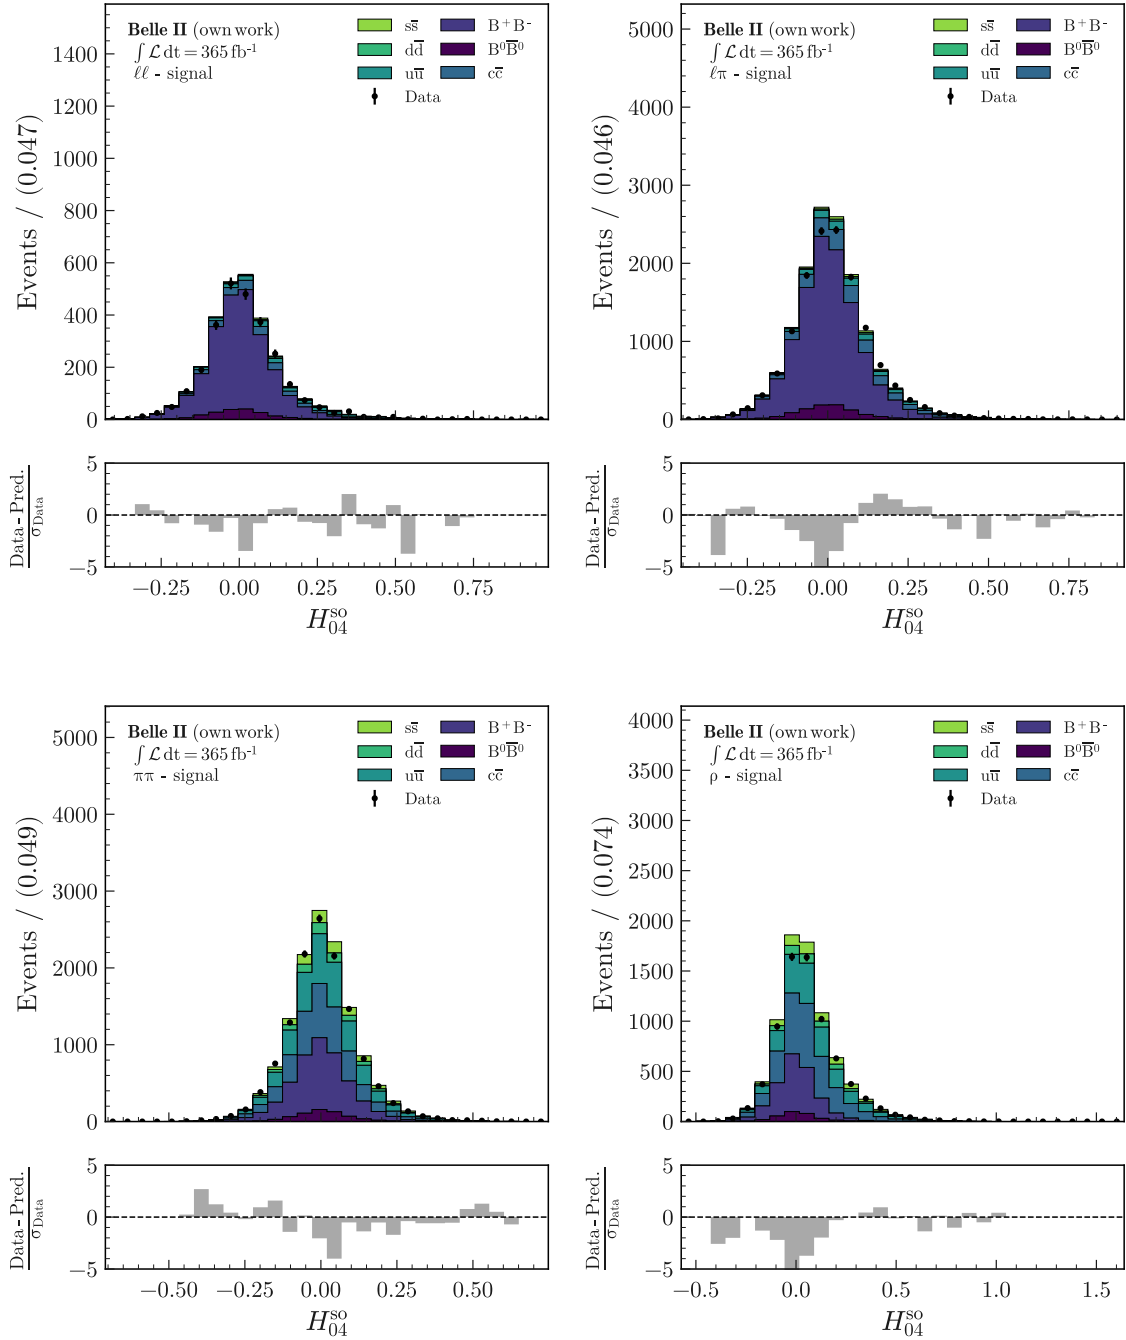 Belle II (own work)
∫ℒdt = 365 fb⁻¹
ℓℓ - signal
ss̅
dd̅
uu̅
B⁺B⁻
B⁰B̅⁰
cc̅
Data
Events / (0.047)
1400
1200
1000
800
600
400
200
0
Data - Pred.
σData
5
0
−5
−0.25 0.00 0.25 0.50 0.75
H₀₄ˢᵒ
Belle II (own work)
∫ℒdt = 365 fb⁻¹
ℓπ - signal
ss̅
dd̅
uu̅
B⁺B⁻
B⁰B̅⁰
cc̅
Data
Events / (0.046)
5000
4000
3000
2000
1000
0
Data - Pred.
σData
5
0
−5
−0.25 0.00 0.25 0.50 0.75
H₀₄ˢᵒ
Belle II (own work)
∫ℒdt = 365 fb⁻¹
ππ - signal
ss̅
dd̅
uu̅
B⁺B⁻
B⁰B̅⁰
cc̅
Data
Events / (0.049)
5000
4000
3000
2000
1000
0
Data - Pred.
σData
5
0
−5
−0.50 −0.25 0.00 0.25 0.50
H₀₄ˢᵒ
Belle II (own work)
∫ℒdt = 365 fb⁻¹
ρ - signal
ss̅
dd̅
uu̅
B⁺B⁻
B⁰B̅⁰
cc̅
Data
Events / (0.074)
4000
3500
3000
2500
2000
1500
1000
500
0
Data - Pred.
σData
5
0
−5
−0.5 0.0 0.5 1.0 1.5
H₀₄ˢᵒ